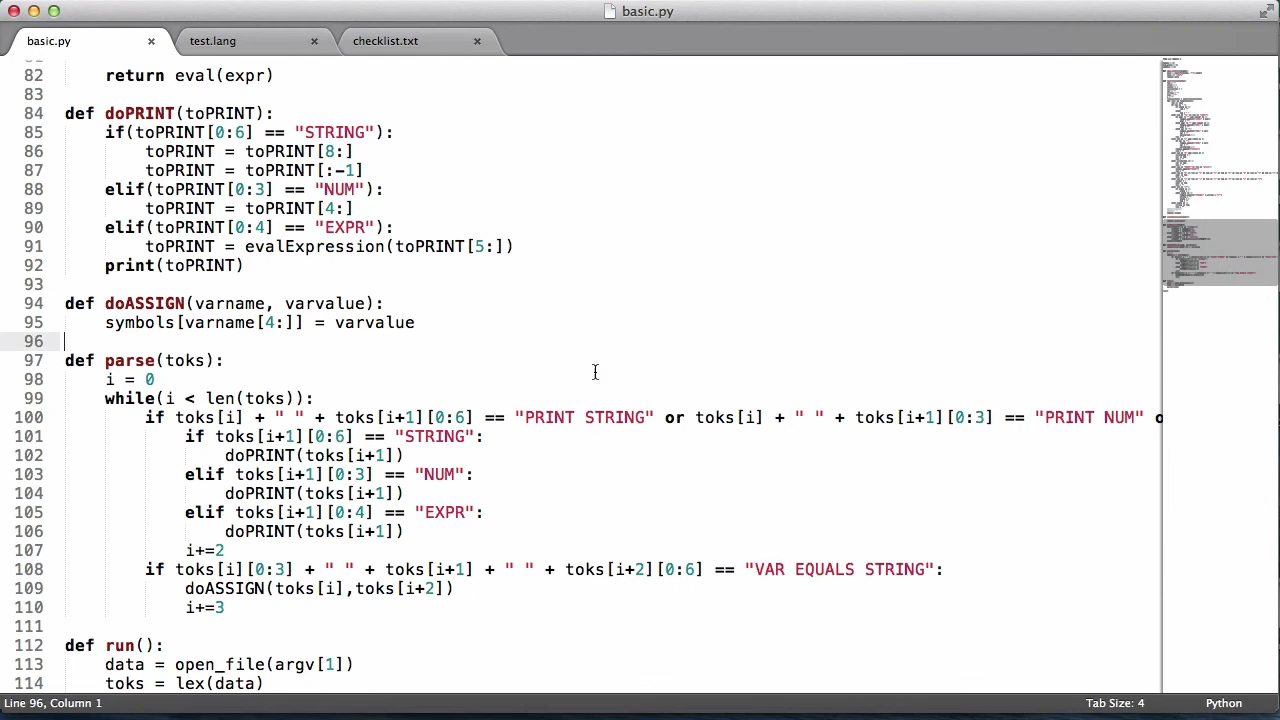 basic.py
basic.py
test.lang
checklist.txt
82 return eval(expr)
83
84 def doPRINT(toPRINT):
85 if(toPRINT[0:6] == "STRING"):
86 toPRINT = toPRINT[8:]
87 toPRINT = toPRINT[:-1]
88 elif(toPRINT[0:3] == "NUM"):
89 toPRINT = toPRINT[4:]
90 elif(toPRINT[0:4] == "EXPR"):
91 toPRINT = evalExpression(toPRINT[5:])
92 print(toPRINT)
93
94 def doASSIGN(varname, varvalue):
95 symbols[varname[4:]] = varvalue
96
97 def parse(toks):
98 i = 0
99 while(i < len(toks)):
100 if toks[i] + " " + toks[i+1][0:6] == "PRINT STRING" or toks[i] + " " + toks[i+1][0:3] == "PRINT NUM" o
101 if toks[i+1][0:6] == "STRING":
102 doPRINT(toks[i+1])
103 elif toks[i+1][0:3] == "NUM":
104 doPRINT(toks[i+1])
105 elif toks[i+1][0:4] == "EXPR":
106 doPRINT(toks[i+1])
107 i+=2
108 if toks[i][0:3] + " " + toks[i+1] + " " + toks[i+2][0:6] == "VAR EQUALS STRING":
109 doASSIGN(toks[i],toks[i+2])
110 i+=3
111
112 def run():
113 data = open_file(argv[1])
114 toks = lex(data)
Line 96, Column 1
Tab Size: 4
Python